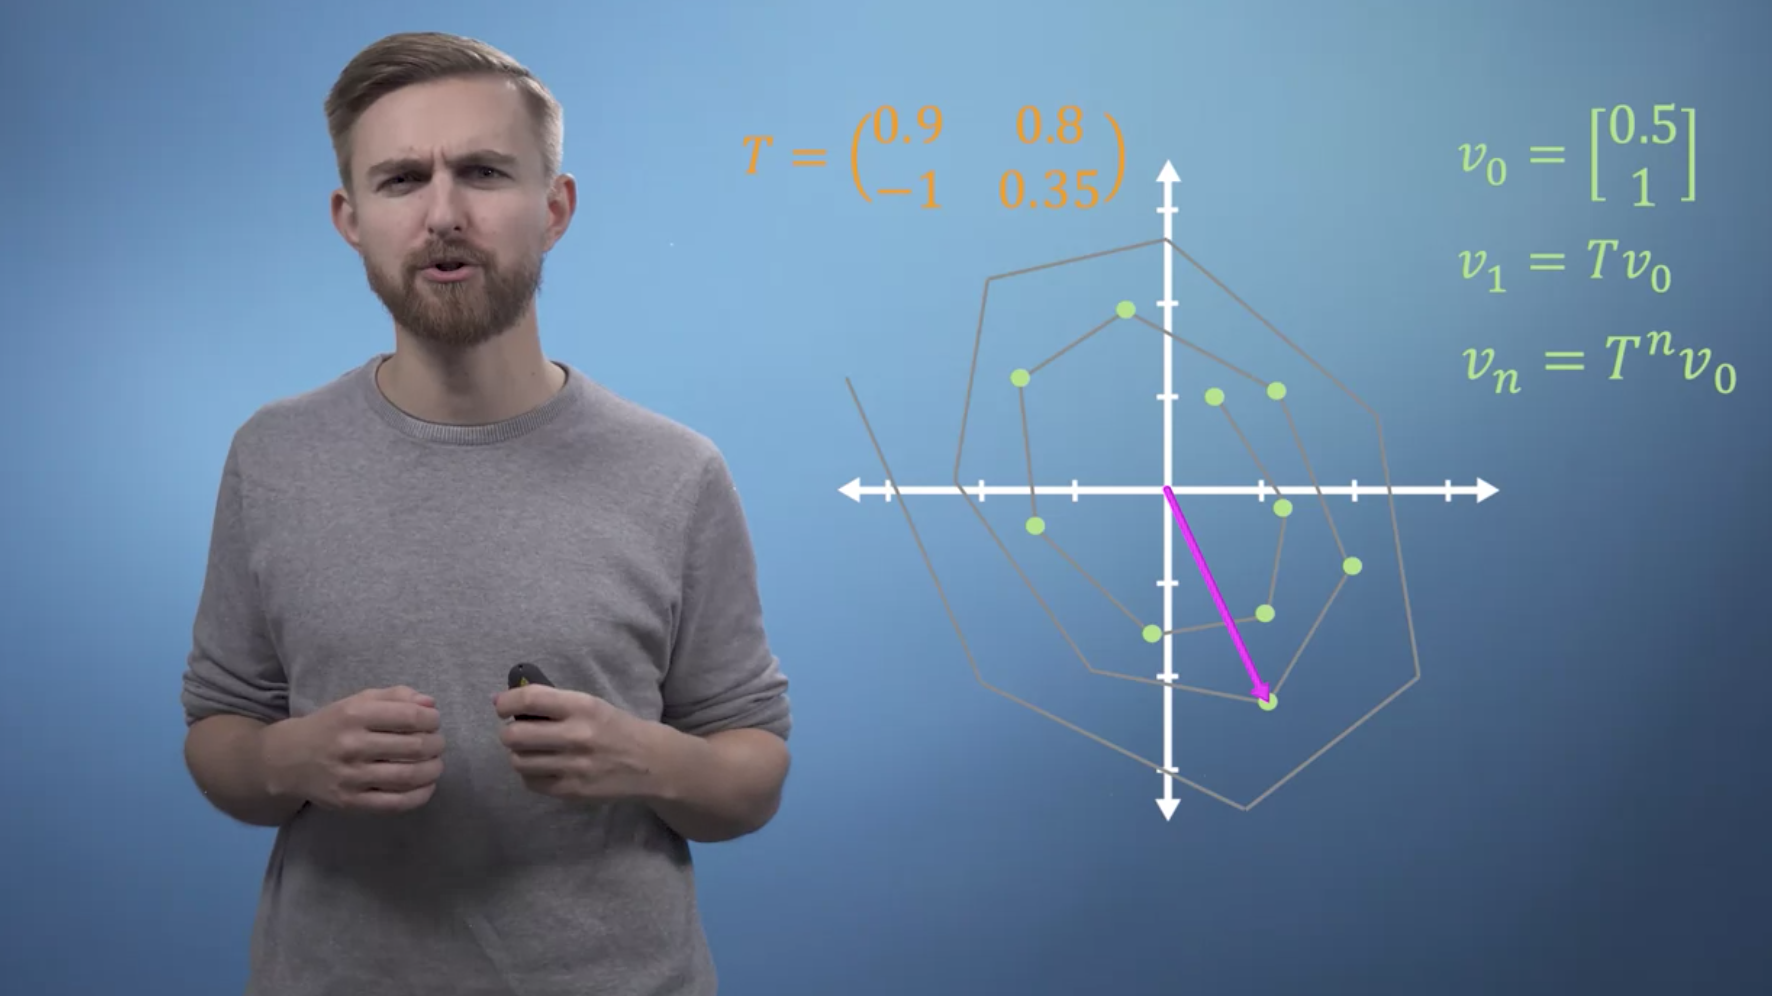 T = (0.9 0.8
−1 0.35)
v₀ = [0.5
1]
v₁ = Tv₀
vₙ = Tⁿv₀